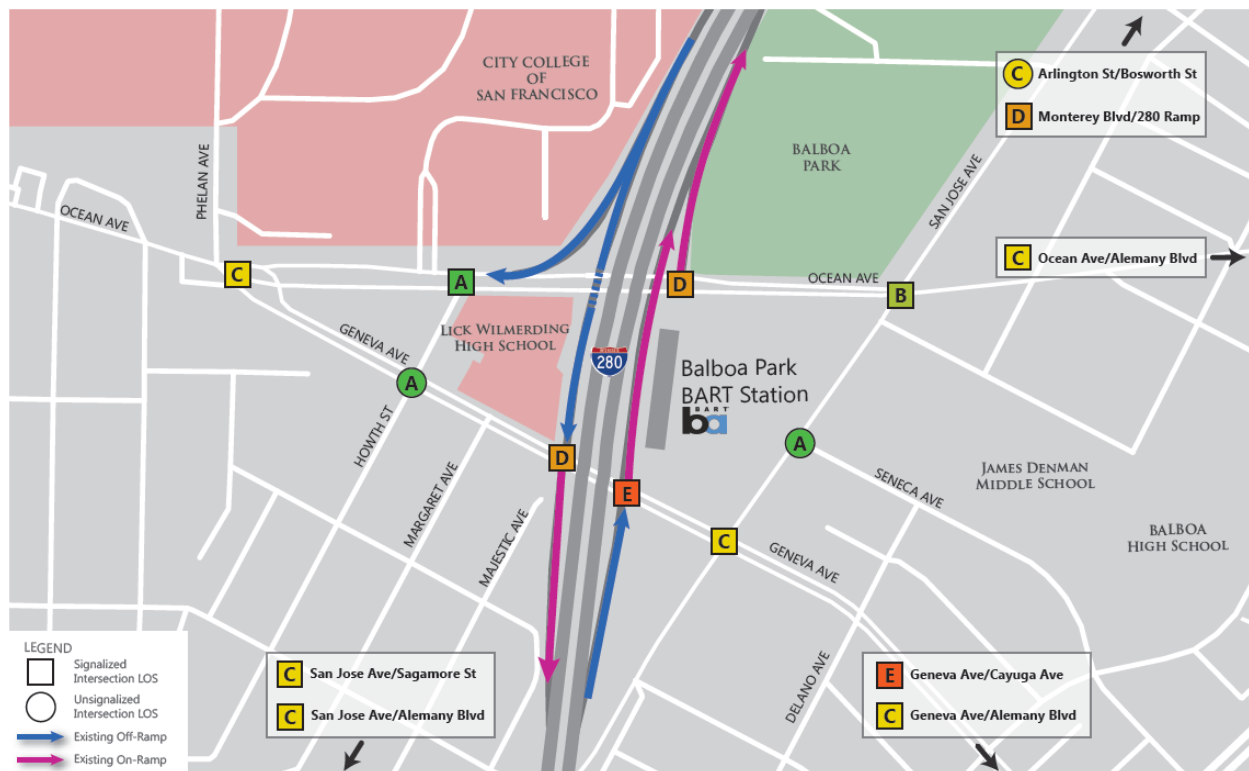 CITY COLLEGE
OF
SAN FRANCISCO
C Arlington St/Bosworth St
D Monterey Blvd/280 Ramp
BALBOA
PARK
SAN JOSE AVE
PHELAN AVE
OCEAN AVE
C Ocean Ave/Alemany Blvd
OCEAN AVE
C
A
D
B
LICK WILMERDING
HIGH SCHOOL
GENEVA AVE
INTERSTATE
280
Balboa Park
BART Station
BART
ba
A
HOWTH ST
MARGARET AVE
MAJESTIC AVE
D
E
A
SENECA AVE
JAMES DENMAN
MIDDLE SCHOOL
BALBOA
HIGH SCHOOL
C
GENEVA AVE
DELANO AVE
LEGEND
Signalized
Intersection LOS
Unsignalized
Intersection LOS
Existing Off-Ramp
Existing On-Ramp
C San Jose Ave/Sagamore St
C San Jose Ave/Alemany Blvd
E Geneva Ave/Cayuga Ave
C Geneva Ave/Alemany Blvd